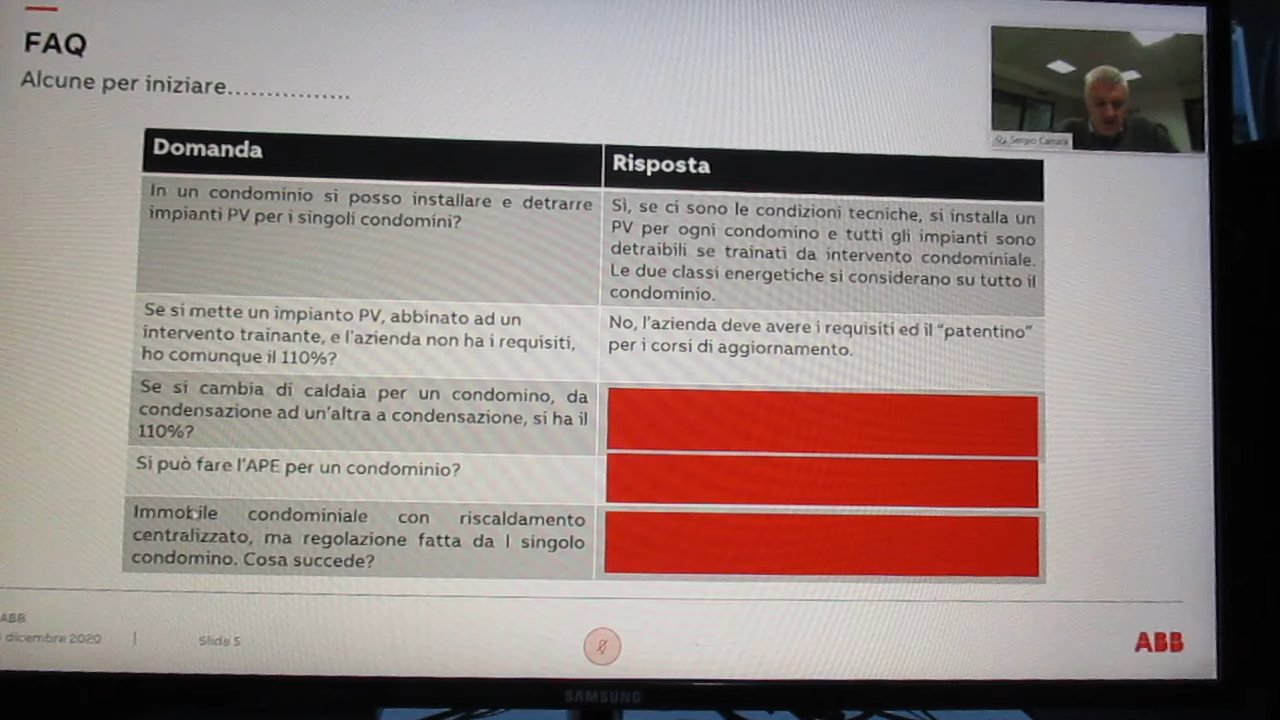 FAQ
Alcune per iniziare................
Sergio
Domanda
Risposta
In un condominio si posso installare e detrarre
impianti PV per i singoli condomini?
Sì, se ci sono le condizioni tecniche, si installa un
PV per ogni condomino e tutti gli impianti sono
detraibili se trainati da intervento condominiale.
Le due classi energetiche si considerano su tutto il
condominio.
Se si mette un impianto PV, abbinato ad un
intervento trainante, e l'azienda non ha i requisiti,
ho comunque il 110%?
No, l'azienda deve avere i requisiti ed il "patentino"
per i corsi di aggiornamento.
Se si cambia di caldaia per un condomino, da
condensazione ad un'altra a condensazione, si ha il
110%?
Si può fare l'APE per un condominio?
Immobile condominiale con riscaldamento
centralizzato, ma regolazione fatta da l singolo
condomino. Cosa succede?
ABB
dicembre 2020
Slide 5
ABB
SAMSUNG